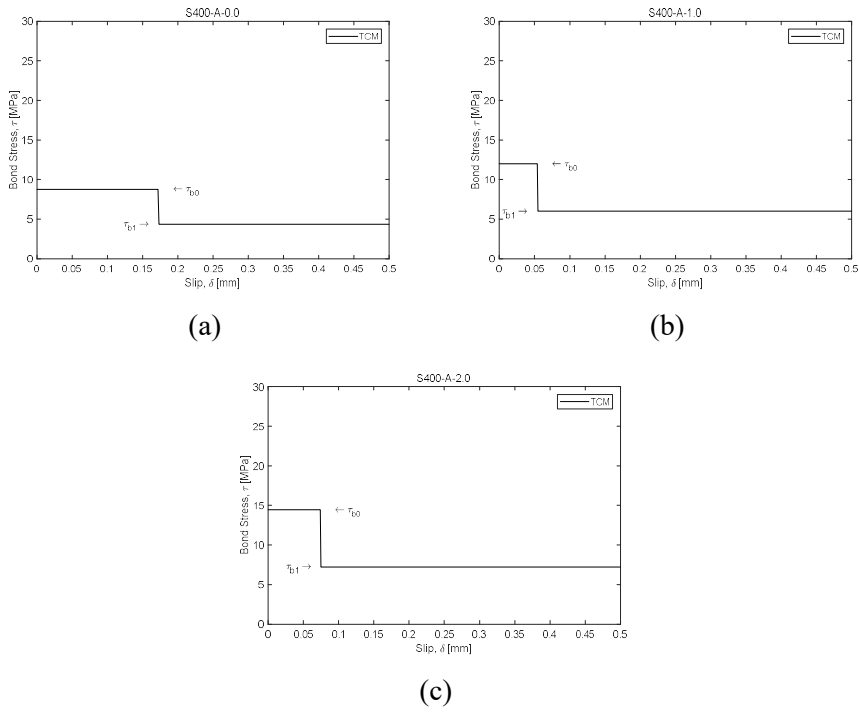 S400-A-0.0
TCM
30
25
20
15
10
5
0
Bond Stress, τ [MPa]
← τb0
τb1 →
0 0.05 0.1 0.15 0.2 0.25 0.3 0.35 0.4 0.45 0.5
Slip, δ [mm]
(a)
S400-A-1.0
TCM
30
25
20
15
10
5
0
Bond Stress, τ [MPa]
← τb0
τb1 →
0 0.05 0.1 0.15 0.2 0.25 0.3 0.35 0.4 0.45 0.5
Slip, δ [mm]
(b)
S400-A-2.0
TCM
30
25
20
15
10
5
0
Bond Stress, τ [MPa]
← τb0
τb1 →
0 0.05 0.1 0.15 0.2 0.25 0.3 0.35 0.4 0.45 0.5
Slip, δ [mm]
(c)